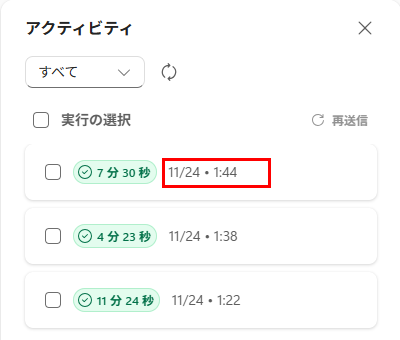 アクティビティ
すべて
実行の選択 再送信
7 分 30 秒 11/24 • 1:44
4 分 23 秒 11/24 • 1:38
11 分 24 秒 11/24 • 1:22